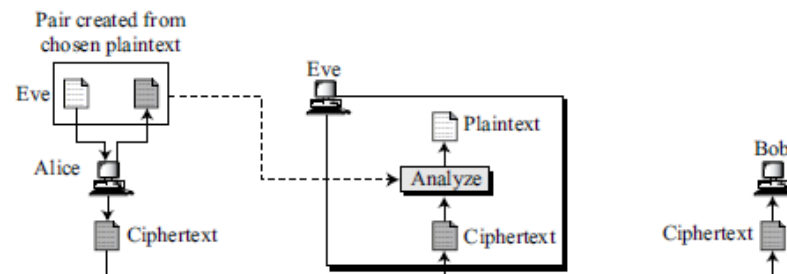 Pair created from
chosen plaintext
Eve
Eve
Plaintext
Bob
Alice
Analyze
Ciphertext
Ciphertext
Ciphertext